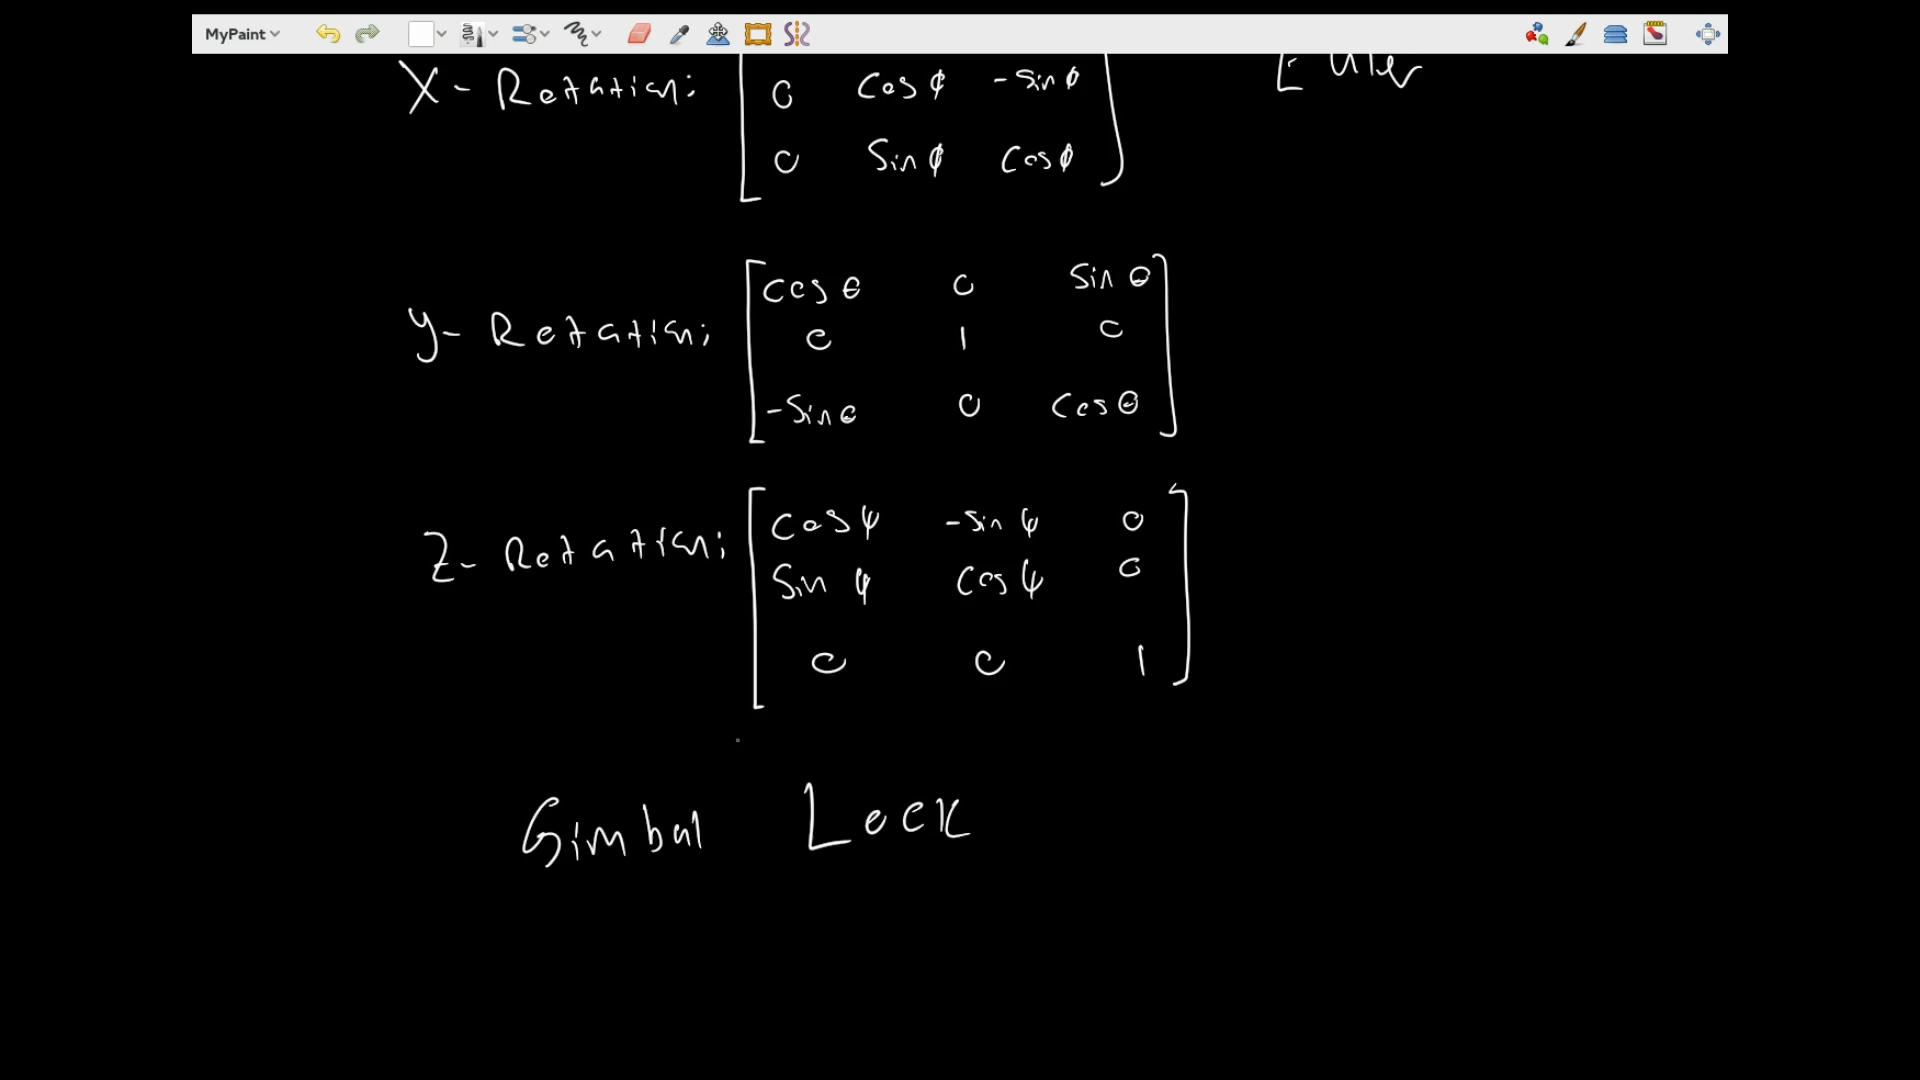 MyPaint
Euler
X- Rotation:
0 cos ϕ -sin ϕ
0 sin ϕ cos ϕ
Y- Rotation:
cos θ 0 sin θ
0 1 0
-sin θ 0 cos θ
Z- Rotation:
cos ψ -sin ψ 0
sin ψ cos ψ 0
0 0 1
Gimbal Lock